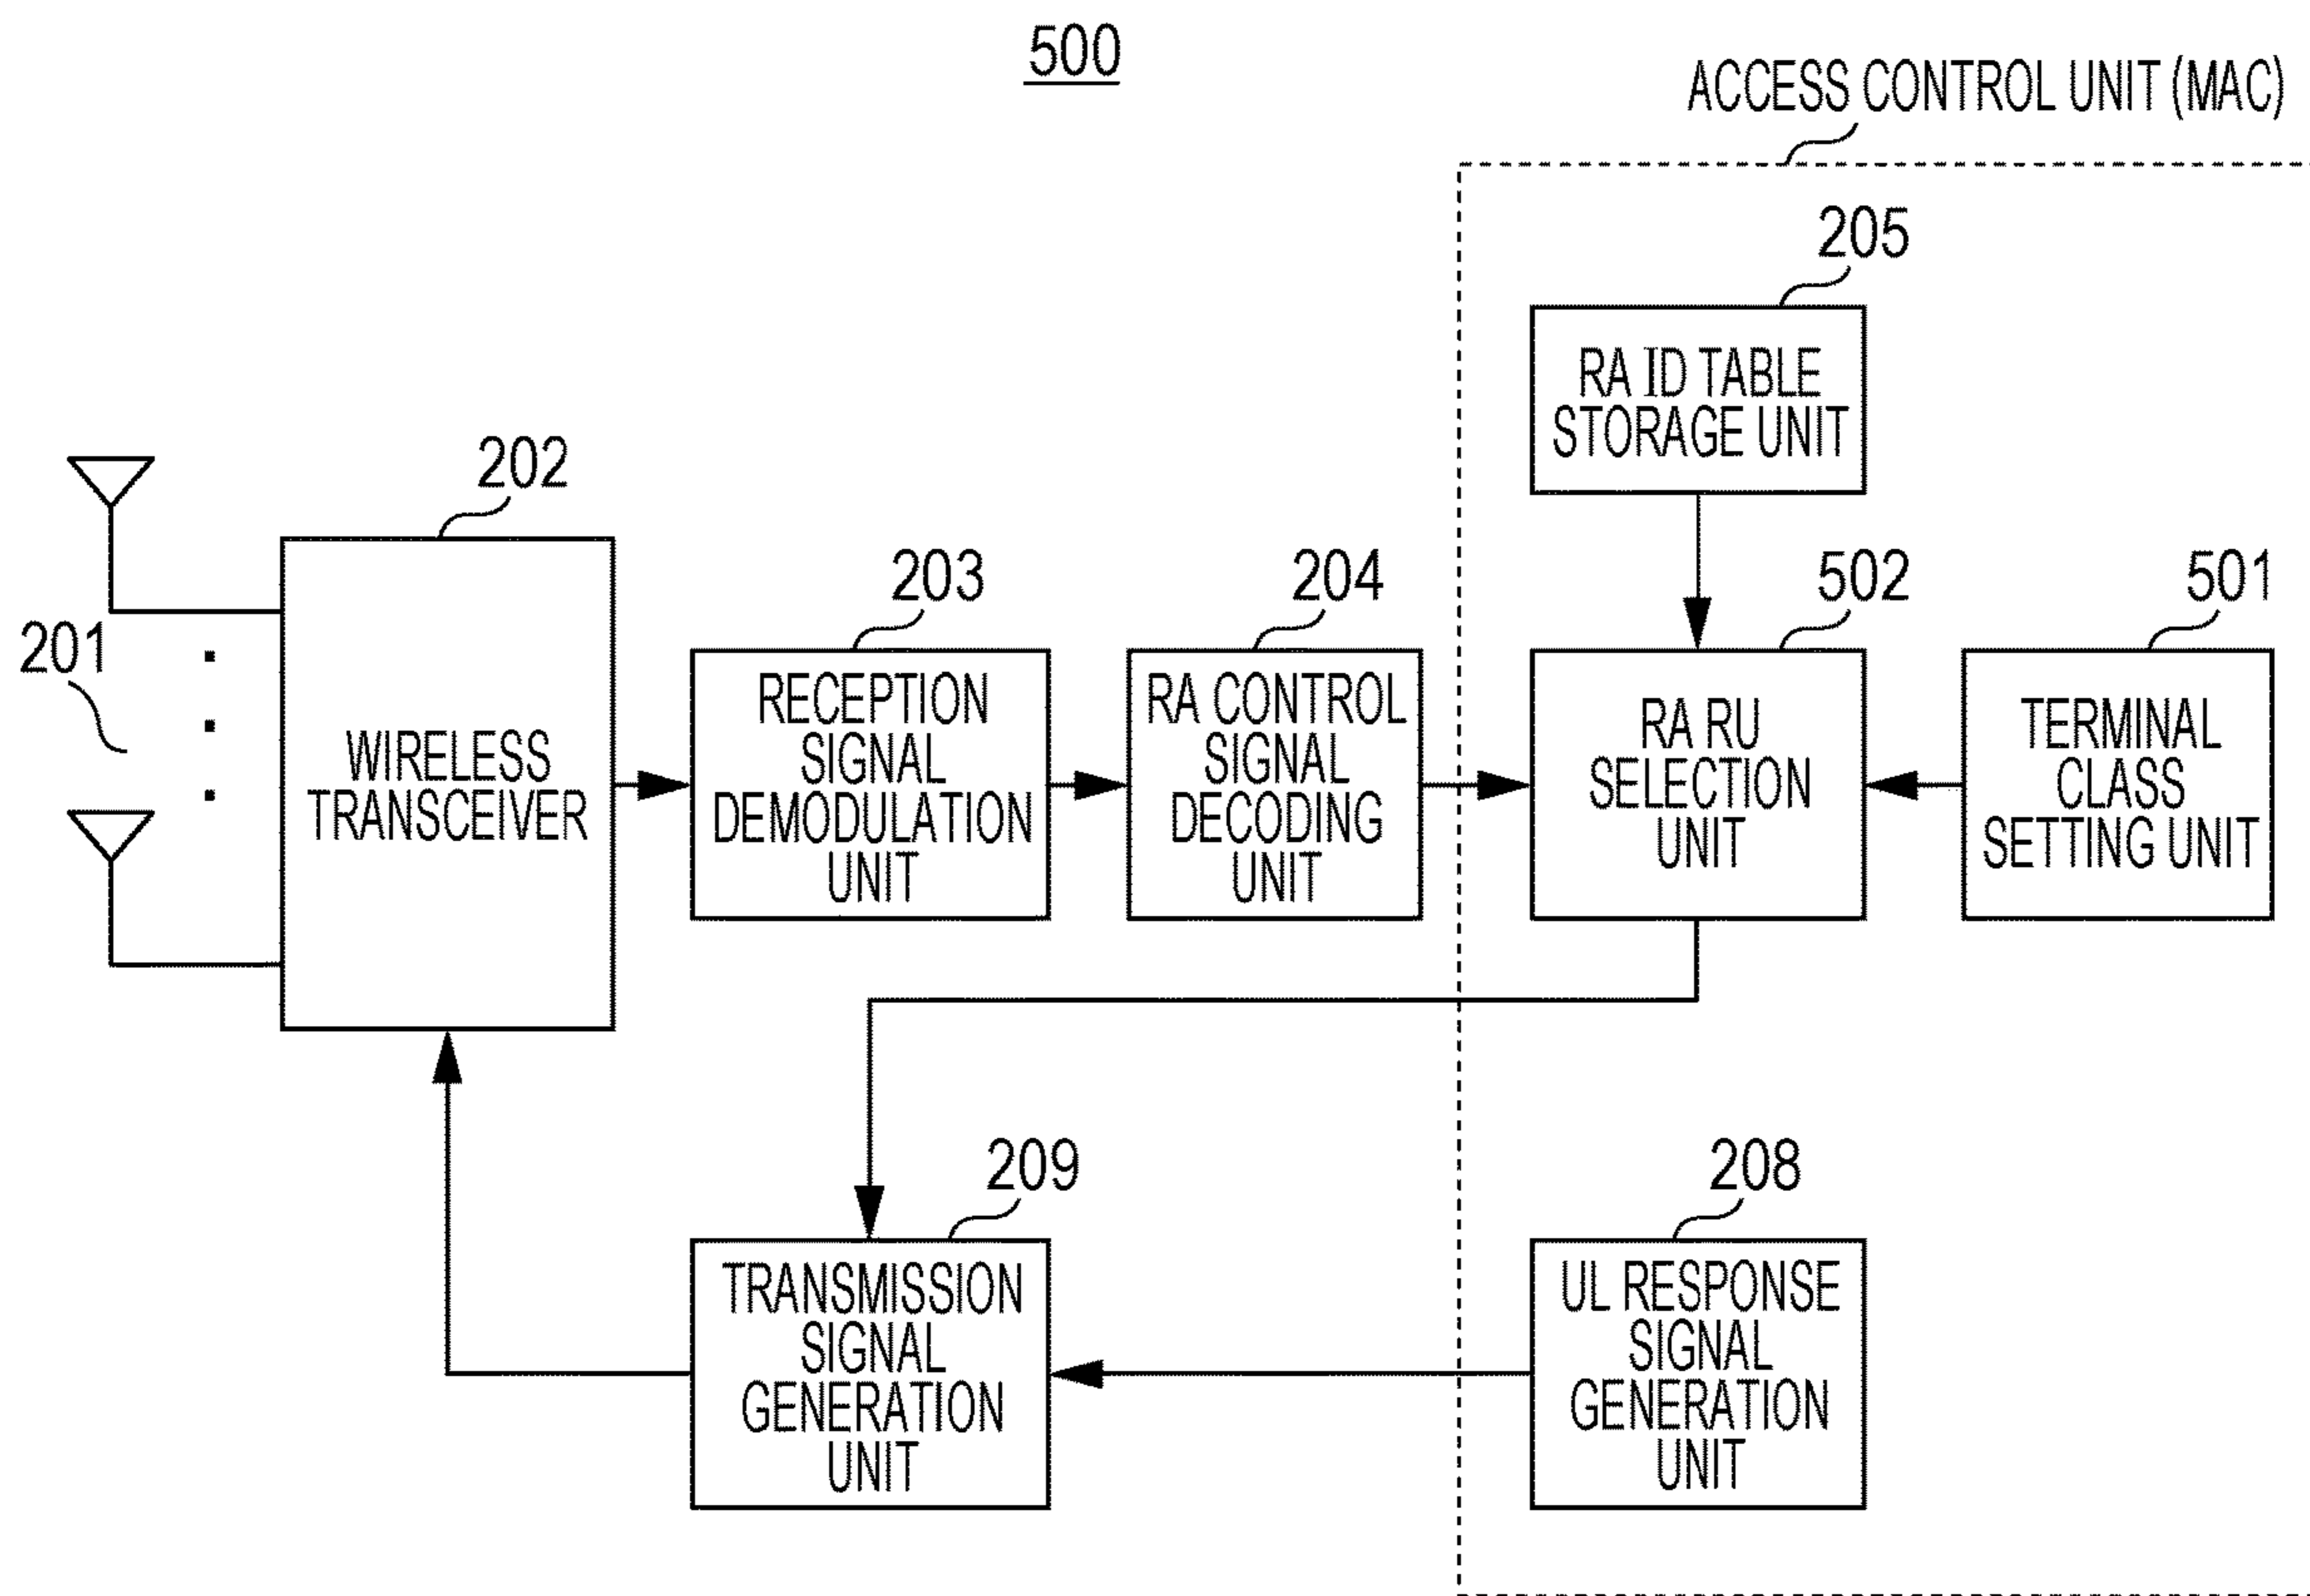 500
ACCESS CONTROL UNIT (MAC)
205
RA ID TABLE
STORAGE UNIT
202
203
204
502
501
201
WIRELESS
TRANSCEIVER
RECEPTION
SIGNAL
DEMODULATION
UNIT
RA CONTROL
SIGNAL
DECODING
UNIT
RA RU
SELECTION
UNIT
TERMINAL
CLASS
SETTING UNIT
209
208
TRANSMISSION
SIGNAL
GENERATION
UNIT
UL RESPONSE
SIGNAL
GENERATION
UNIT